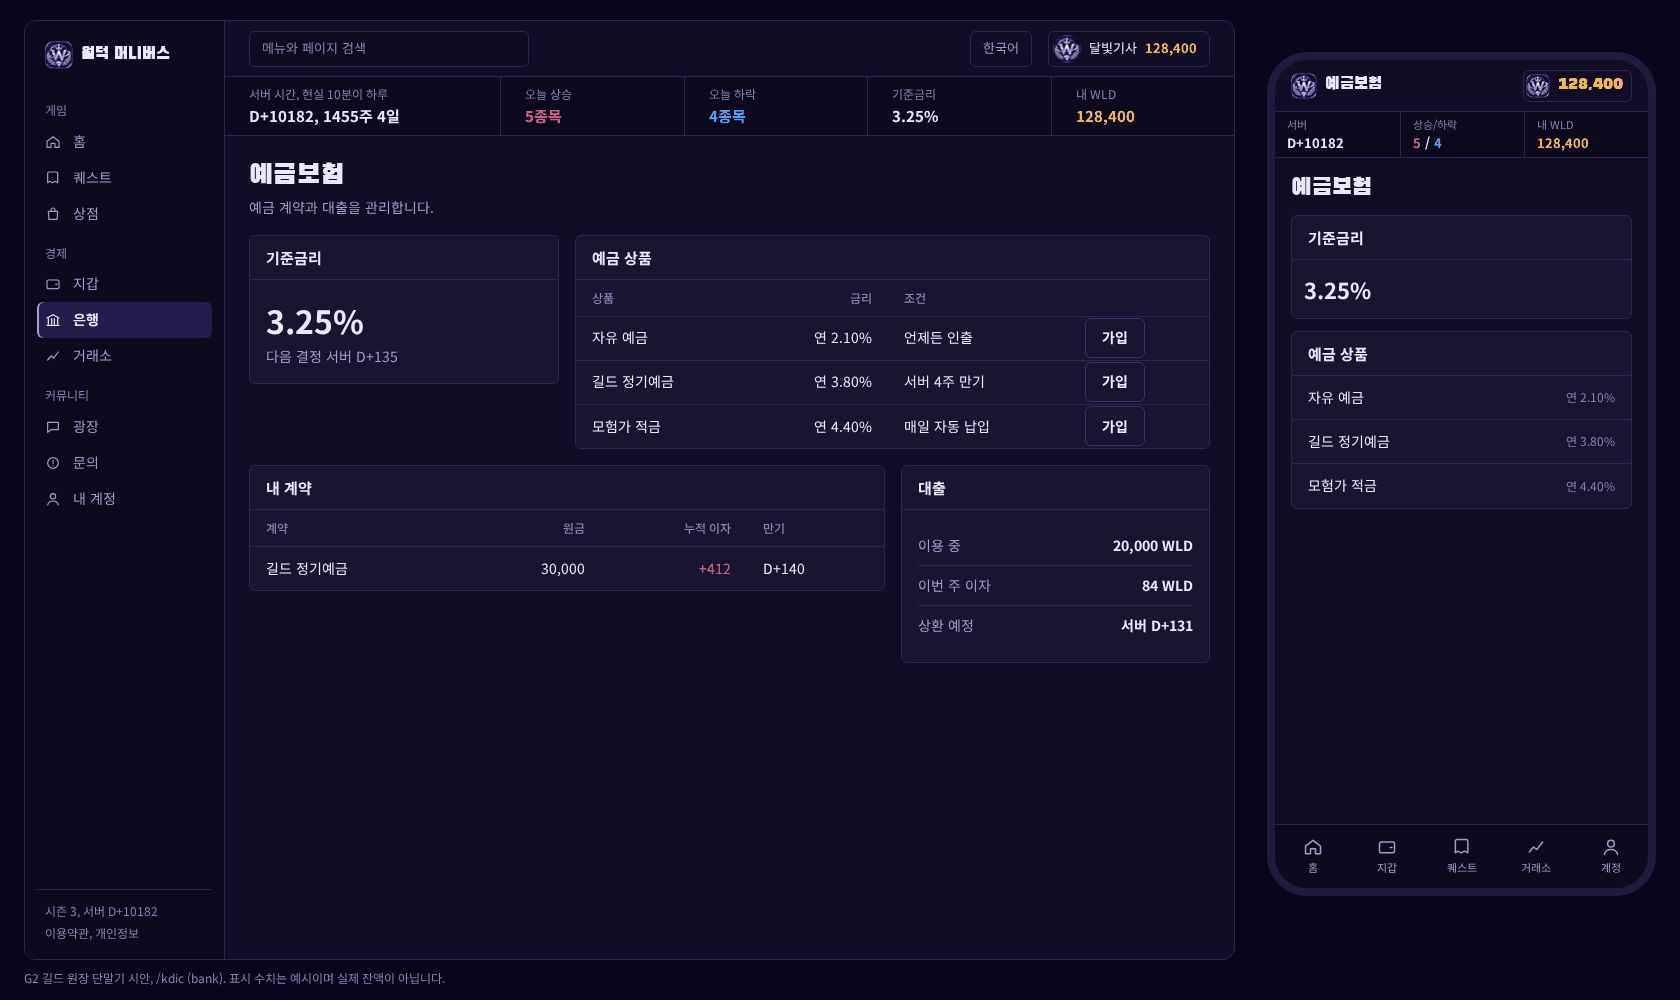 월덕 머니버스
게임
홈
퀘스트
상점
경제
지갑
은행
거래소
커뮤니티
광장
문의
내 계정
시즌 3, 서버 D+10182
이용약관, 개인정보
메뉴와 페이지 검색
한국어
달빛기사 128,400
서버 시간, 현실 10분이 하루
D+10182, 1455주 4일
오늘 상승
5종목
오늘 하락
4종목
기준금리
3.25%
내 WLD
128,400
예금보험
예금 계약과 대출을 관리합니다.
기준금리
3.25%
다음 결정 서버 D+135
예금 상품
상품 금리 조건
자유 예금 연 2.10% 언제든 인출 가입
길드 정기예금 연 3.80% 서버 4주 만기 가입
모험가 적금 연 4.40% 매일 자동 납입 가입
내 계약
계약 원금 누적 이자 만기
길드 정기예금 30,000 +412 D+140
대출
이용 중 20,000 WLD
이번 주 이자 84 WLD
상환 예정 서버 D+131
예금보험 128,400
서버
D+10182
상승/하락
5 / 4
내 WLD
128,400
예금보험
기준금리
3.25%
예금 상품
자유 예금 연 2.10%
길드 정기예금 연 3.80%
모험가 적금 연 4.40%
홈 지갑 퀘스트 거래소 계정
G2 길드 원장 단말기 시안, /kdic (bank). 표시 수치는 예시이며 실제 잔액이 아닙니다.